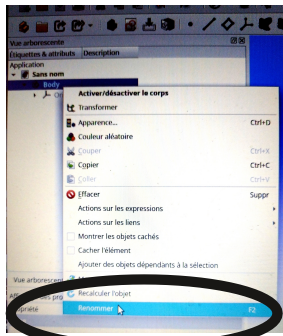 Vue arborescente
Étiquettes & attributs Description
Application
Sans nom
Body
Activer/désactiver le corps
Transformer
Apparence... Ctrl+D
Couleur aléatoire
Couper Ctrl+X
Copier Ctrl+C
Coller Ctrl+V
Effacer Suppr
Actions sur les expressions
Actions sur les liens
Montrer les objets cachés
Cacher l'élément
Ajouter des objets dépendants à la sélection
Vue arborescent
Recalculer l'objet
Renommer F2